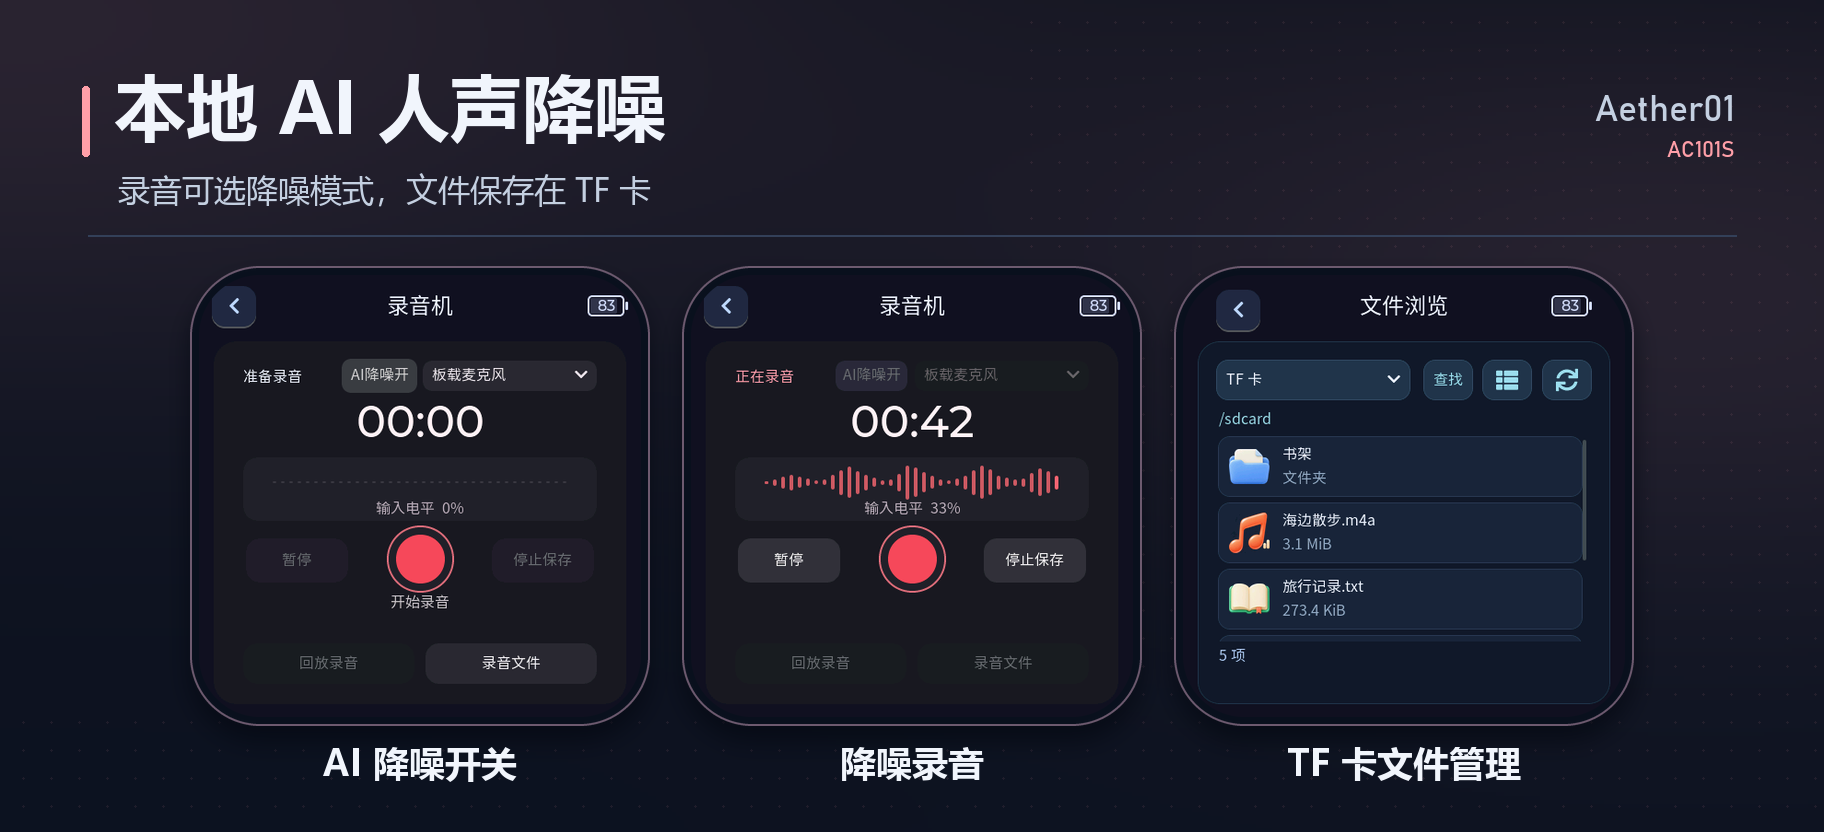 本地 AI 人声降噪
录音可选降噪模式，文件保存在 TF 卡
Aether01
AC101S
录音机
83
准备录音
AI降噪开
板载麦克风
00:00
输入电平 0%
暂停
停止保存
开始录音
回放录音
录音文件
AI 降噪开关
录音机
83
正在录音
AI降噪开
板载麦克风
00:42
输入电平 33%
暂停
停止保存
回放录音
录音文件
降噪录音
文件浏览
83
TF 卡
查找
/sdcard
书架
文件夹
海边散步.m4a
3.1 MiB
旅行记录.txt
273.4 KiB
5 项
TF 卡文件管理